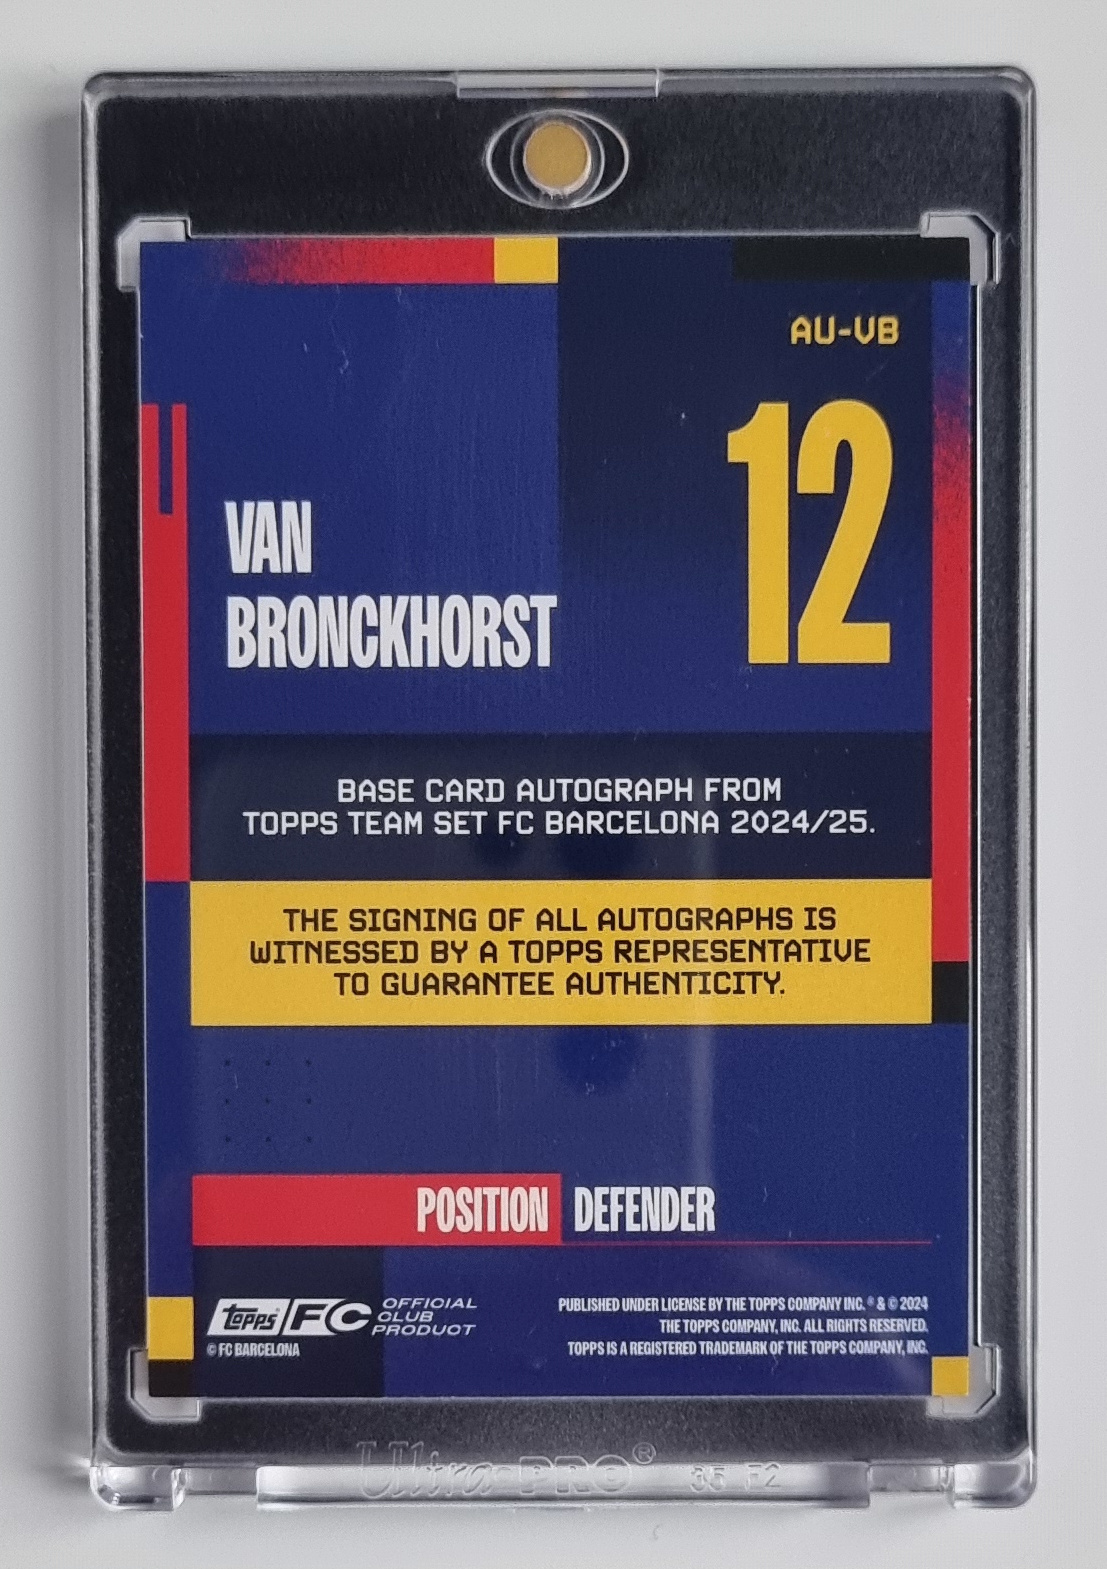 AU-VB
12
VAN
BRONCKHORST
BASE CARD AUTOGRAPH FROM
TOPPS TEAM SET FC BARCELONA 2024/25.
THE SIGNING OF ALL AUTOGRAPHS IS
WITNESSED BY A TOPPS REPRESENTATIVE
TO GUARANTEE AUTHENTICITY.
POSITION DEFENDER
topps FC OFFICIAL
CLUB
PRODUCT
© FC BARCELONA
PUBLISHED UNDER LICENSE BY THE TOPPS COMPANY INC.® & © 2024
THE TOPPS COMPANY, INC. ALL RIGHTS RESERVED.
TOPPS IS A REGISTERED TRADEMARK OF THE TOPPS COMPANY, INC.
Ultra·PRO® 35 F2